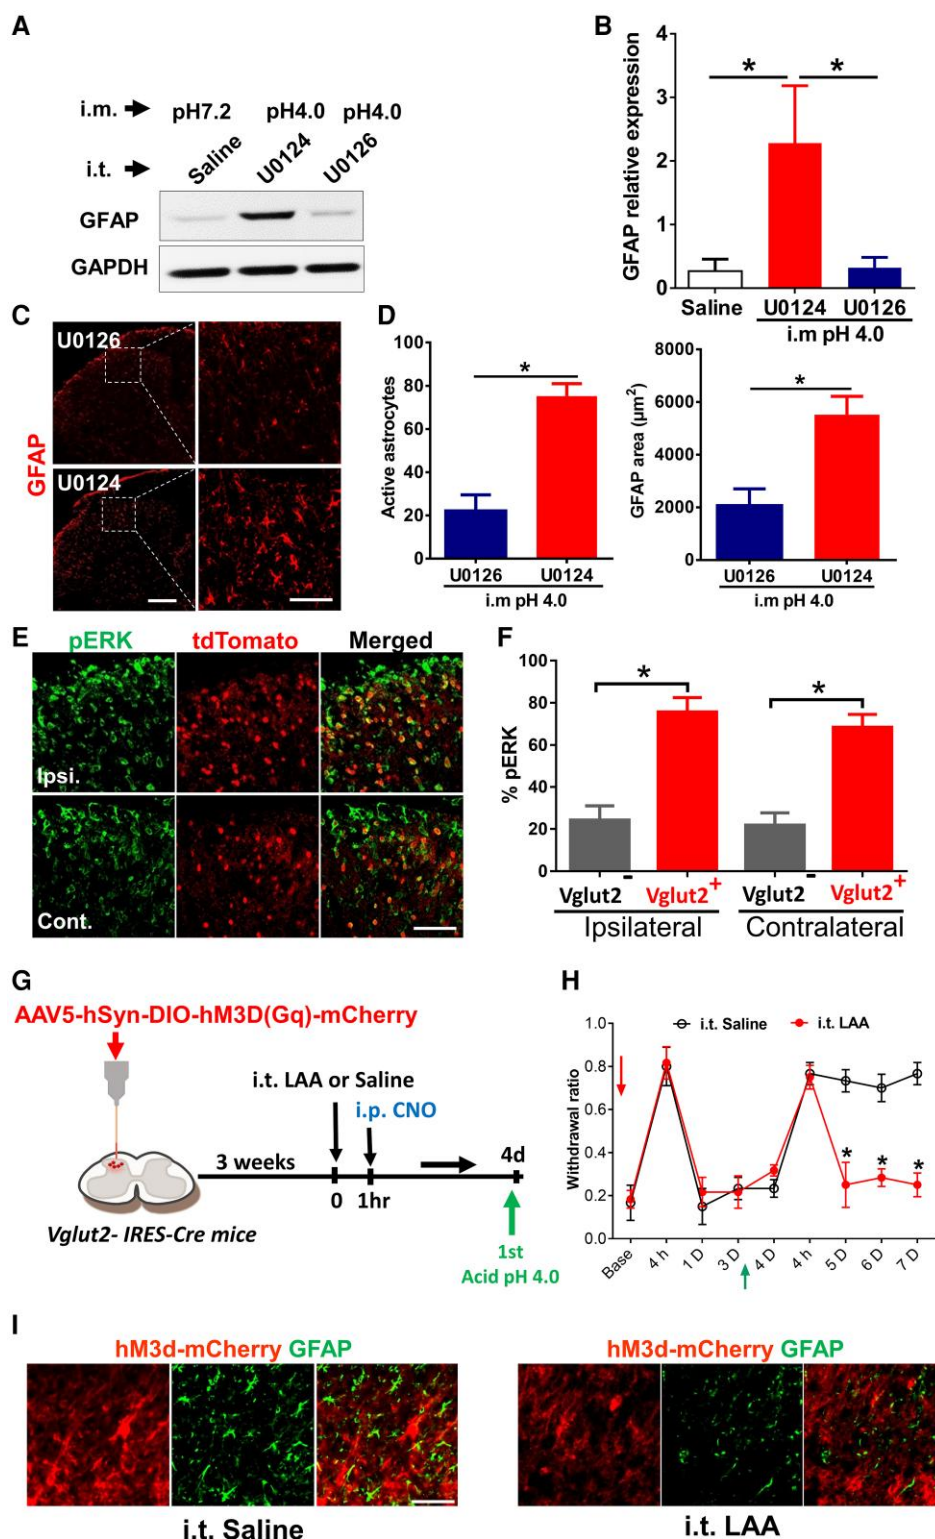 A
i.m. pH7.2 pH4.0 pH4.0
i.t. Saline U0124 U0126
GFAP
GAPDH
B
GFAP relative expression
4
3
2
1
0
* *
Saline U0124 U0126
i.m pH 4.0
C
GFAP
U0126
U0124
D
Active astrocytes
100
80
60
40
20
0
*
U0126 U0124
i.m pH 4.0
GFAP area (µm²)
8000
6000
4000
2000
0
*
U0126 U0124
i.m pH 4.0
E
pERK tdTomato Merged
Ipsi.
Cont.
F
% pERK
100
80
60
40
20
0
* *
Vglut2- Vglut2+ Vglut2- Vglut2+
Ipsilateral Contralateral
G
AAV5-hSyn-DIO-hM3D(Gq)-mCherry
i.t. LAA or Saline
i.p. CNO
3 weeks
4d
0 1hr
Vglut2- IRES-Cre mice
1st
Acid pH 4.0
H
i.t. Saline i.t. LAA
Withdrawal ratio
1.0
0.8
0.6
0.4
0.2
0.0
* * *
Base 4 h 1 D 3 D 4 D 4 h 5 D 6 D 7 D
I
hM3d-mCherry GFAP
i.t. Saline
hM3d-mCherry GFAP
i.t. LAA